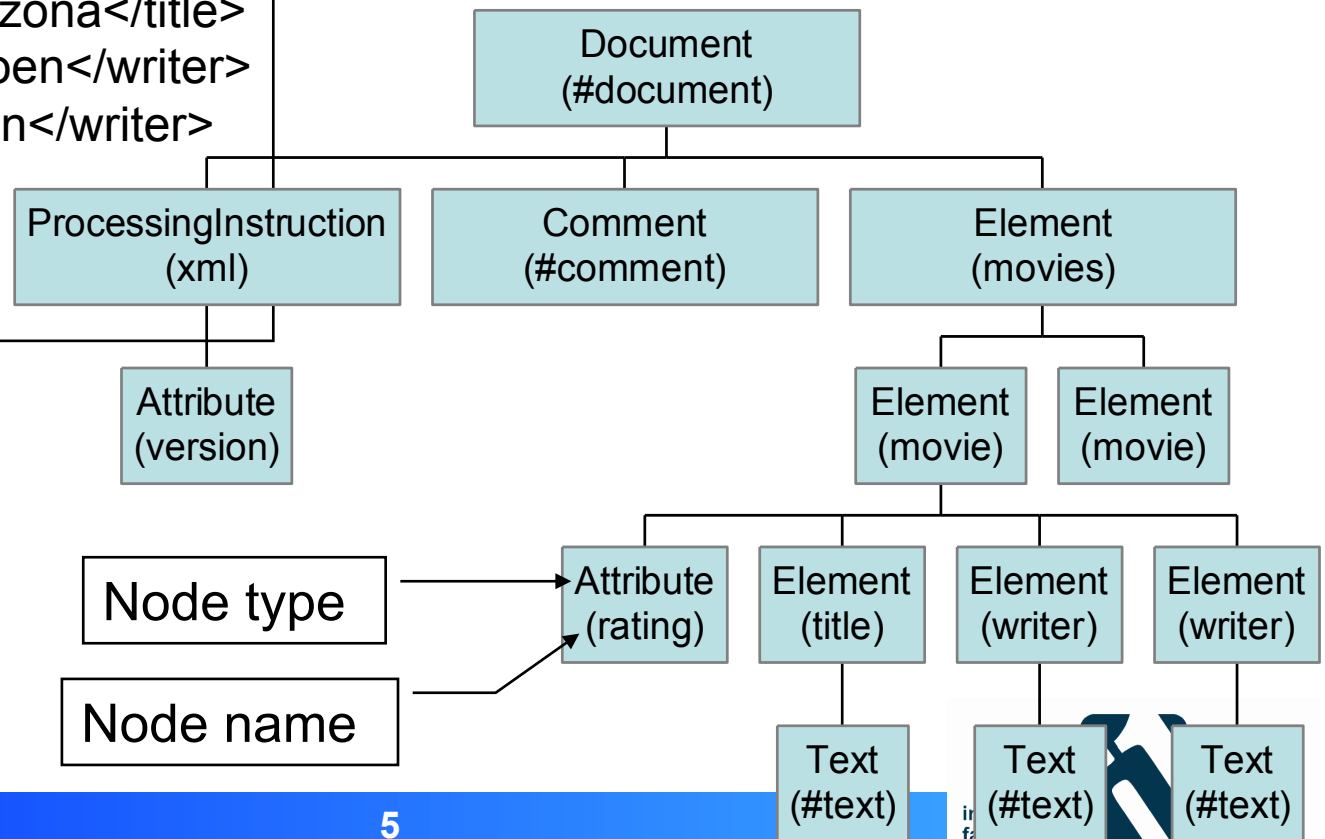 zona</title>
oen</writer>
n</writer>
Document
(#document)
ProcessingInstruction
(xml)
Comment
(#comment)
Element
(movies)
Attribute
(version)
Element
(movie)
Element
(movie)
Node type
Node name
Attribute
(rating)
Element
(title)
Element
(writer)
Element
(writer)
Text
(#text)
Text
(#text)
Text
(#text)
5